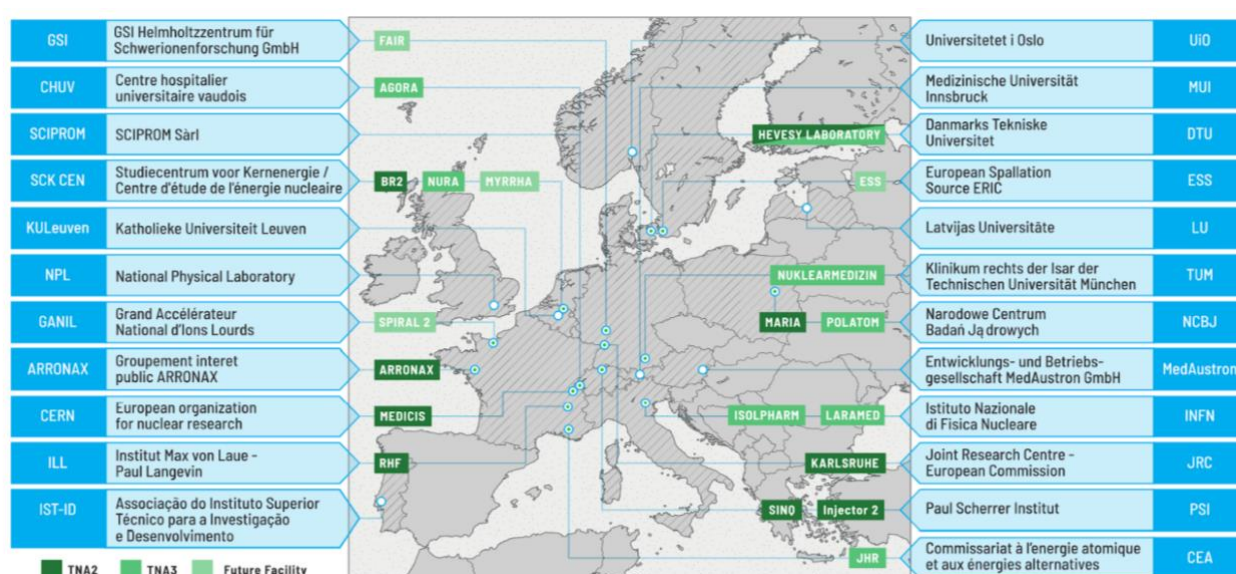 GSI
GSI Helmholtzzentrum für
Schwerionenforschung GmbH
FAIR
CHUV
Centre hospitalier
universitaire vaudois
AGORA
SCIPROM
SCIPROM Sàrl
SCK CEN
Studiecentrum voor Kernenergie /
Centre d'étude de l'énergie nucleaire
BR2 NURA MYRRHA
KULeuven
Katholieke Universiteit Leuven
NPL
National Physical Laboratory
GANIL
Grand Accélérateur
National d'Ions Lourds
SPIRAL 2
ARRONAX
Groupement interet
public ARRONAX
ARRONAX
CERN
European organization
for nuclear research
MEDICIS
ILL
Institut Max von Laue -
Paul Langevin
RHF
IST-ID
Associação do Instituto Superior
Técnico para a Investigação
e Desenvolvimento
TNA2 TNA3 Future Facility
Universitetet i Oslo
UiO
Medizinische Universität
Innsbruck
MUI
HEVESY LABORATORY
Danmarks Tekniske
Universitet
DTU
ESS
European Spallation
Source ERIC
ESS
Latvijas Universitāte
LU
NUKLEARMEDIZIN
Klinikum rechts der Isar der
Technischen Universität München
TUM
MARIA POLATOM
Narodowe Centrum
Badań Ją drowych
NCBJ
Entwicklungs- und Betriebs-
gesellschaft MedAustron GmbH
MedAustron
ISOLPHARM LARAMED
Istituto Nazionale
di Fisica Nucleare
INFN
KARLSRUHE
Joint Research Centre -
European Commission
JRC
SINQ Injector 2
Paul Scherrer Institut
PSI
JHR
Commissariat à l'energie atomique
et aux énergies alternatives
CEA